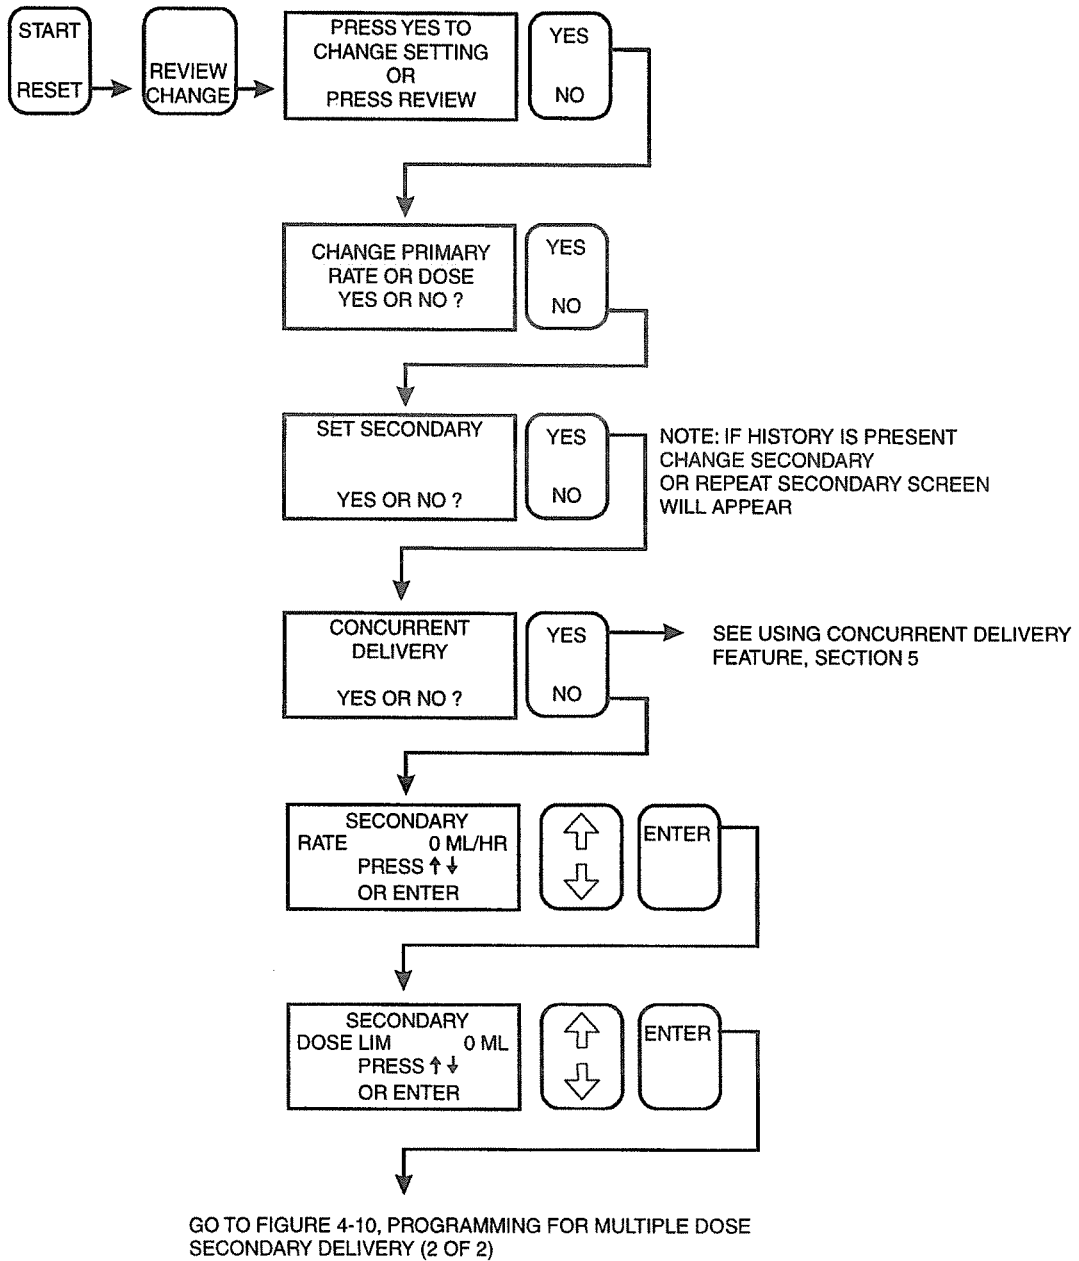 START
RESET
REVIEW
CHANGE
PRESS YES TO
CHANGE SETTING
OR
PRESS REVIEW
YES
NO
CHANGE PRIMARY
RATE OR DOSE
YES OR NO ?
YES
NO
SET SECONDARY
YES OR NO ?
YES
NO
NOTE: IF HISTORY IS PRESENT
CHANGE SECONDARY
OR REPEAT SECONDARY SCREEN
WILL APPEAR
CONCURRENT
DELIVERY
YES OR NO ?
YES
NO
SEE USING CONCURRENT DELIVERY
FEATURE, SECTION 5
SECONDARY
RATE 0 ML/HR
PRESS ↑ ↓
OR ENTER
ENTER
SECONDARY
DOSE LIM 0 ML
PRESS ↑ ↓
OR ENTER
ENTER
GO TO FIGURE 4-10, PROGRAMMING FOR MULTIPLE DOSE
SECONDARY DELIVERY (2 OF 2)